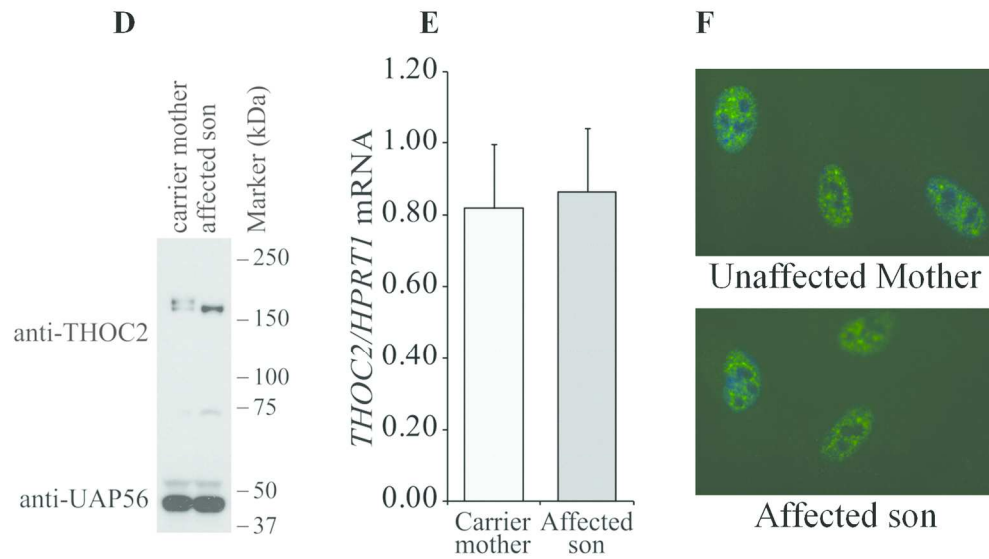 D
carrier mother
affected son
Marker (kDa)
250
150
100
75
50
37
anti-THOC2
anti-UAP56
E
THOC2/HPRT1 mRNA
1.20
1.00
0.80
0.60
0.40
0.20
0.00
Carrier
mother
Affected
son
F
Unaffected Mother
Affected son